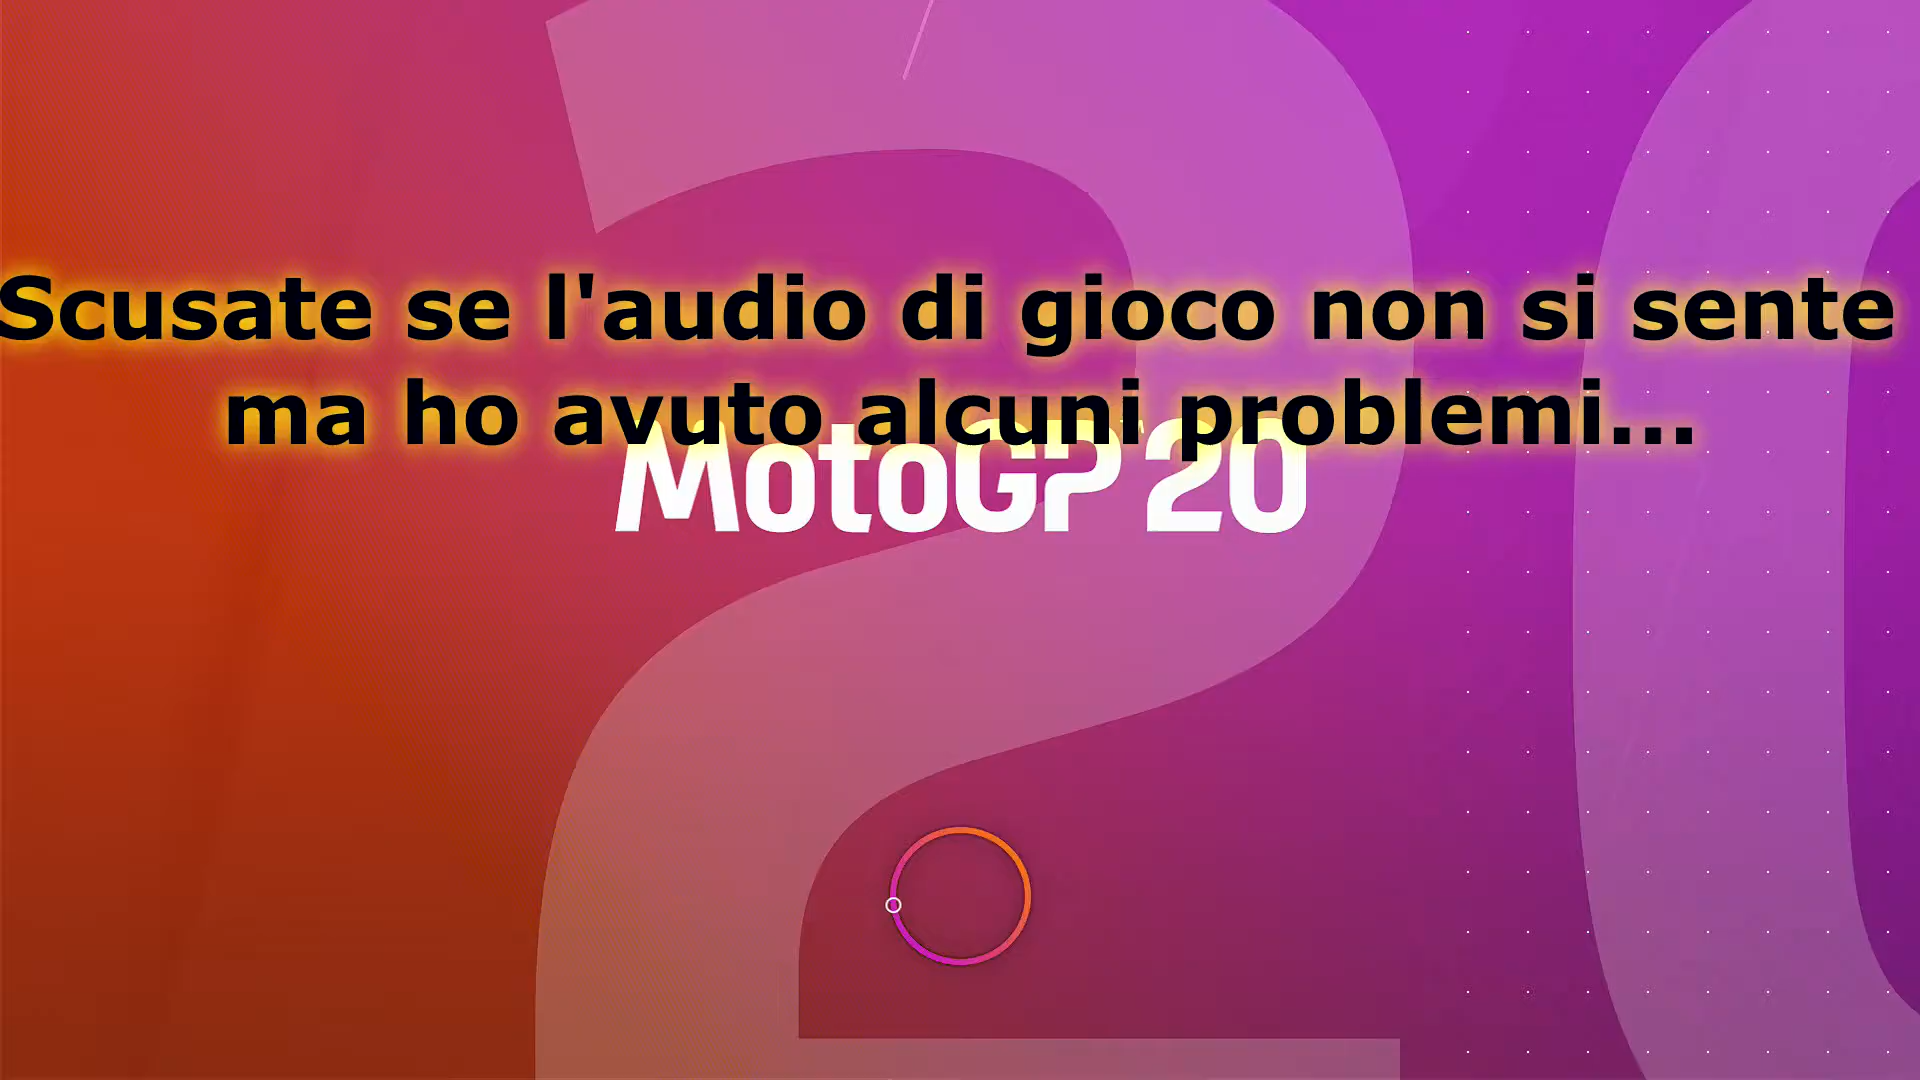 Scusate se l'audio di gioco non si sente
ma ho avuto alcuni problemi...
MotoGP 20